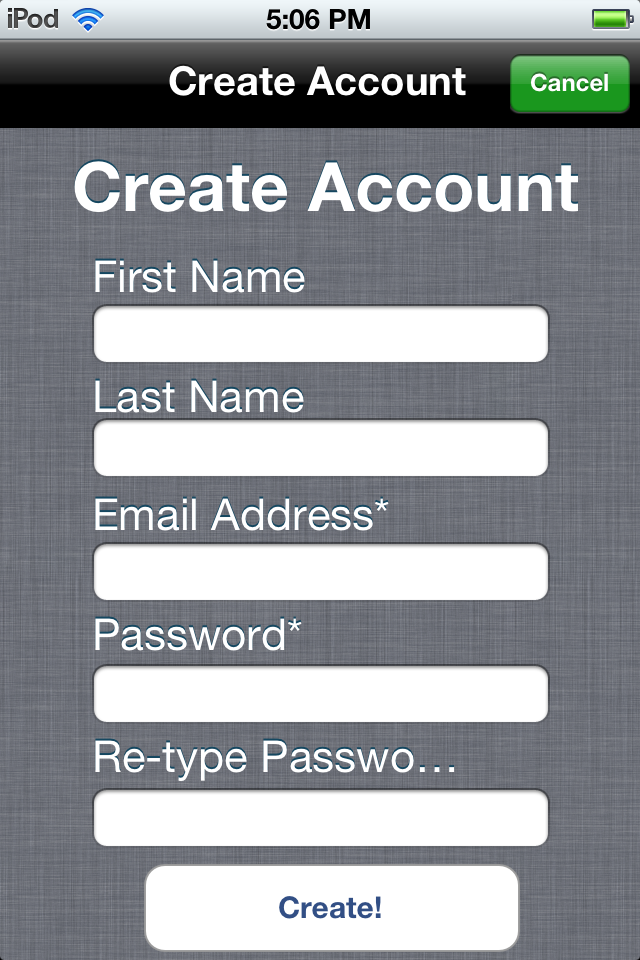 iPod 5:06 PM
Create Account Cancel
Create Account
First Name
Last Name
Email Address*
Password*
Re-type Passwo…
Create!